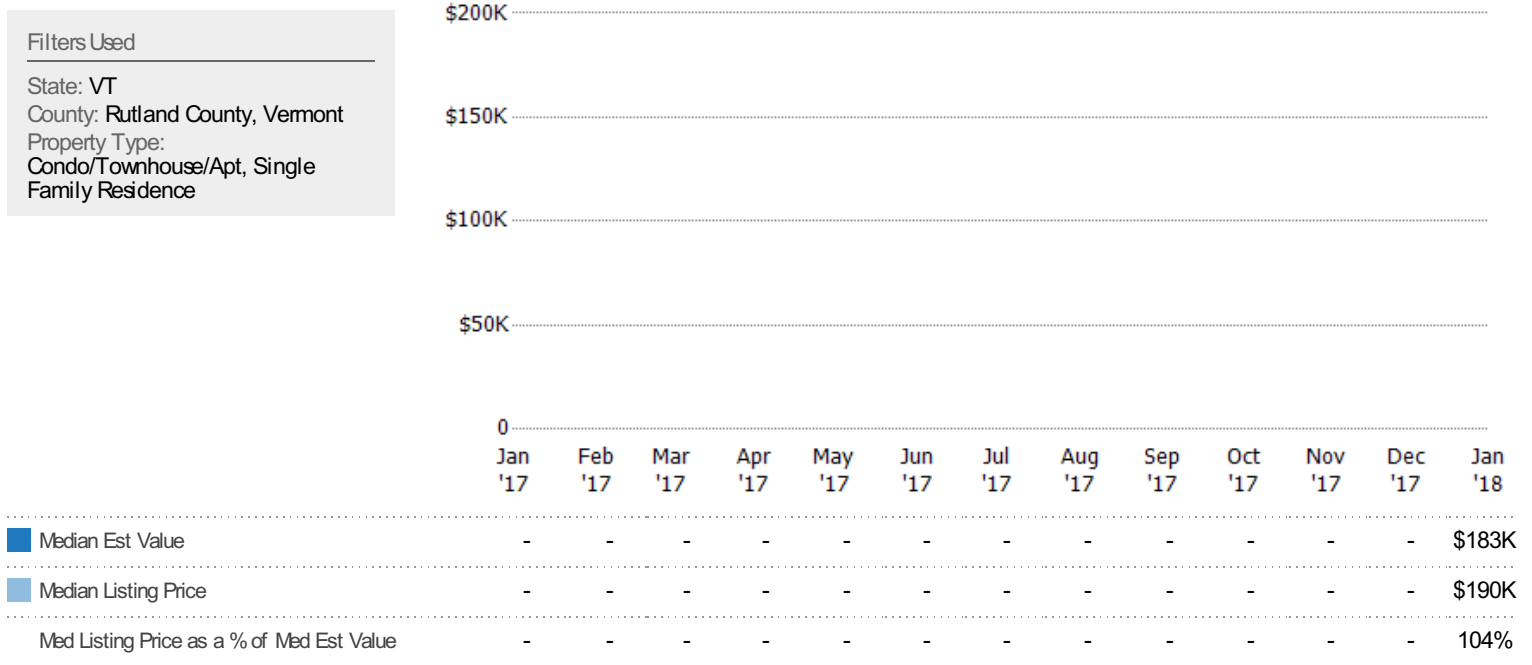 Filters Used
State: VT
County: Rutland County, Vermont
Property Type:
Condo/Townhouse/Apt, Single
Family Residence
$200K
$150K
$100K
$50K
0
Jan Feb Mar Apr May Jun Jul Aug Sep Oct Nov Dec Jan
'17 '17 '17 '17 '17 '17 '17 '17 '17 '17 '17 '17 '18
Median Est Value - - - - - - - - - - - - $183K
Median Listing Price - - - - - - - - - - - - $190K
Med Listing Price as a % of Med Est Value - - - - - - - - - - - - 104%